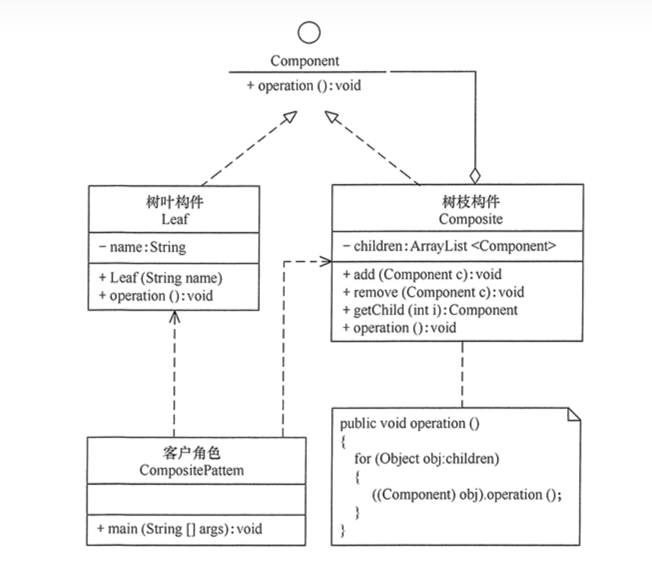 Component
+ operation (): void
树叶构件
Leaf
− name: String
+ Leaf (String name)
+ operation (): void
树枝构件
Composite
− children: ArrayList <Component>
+ add (Component c): void
+ remove (Component c): void
+ getChild (int i): Component
+ operation (): void
客户角色
CompositePattem
+ main (String [] args): void
public void operation ()
{
for (Object obj:children)
{
((Component) obj).operation ();
}
}